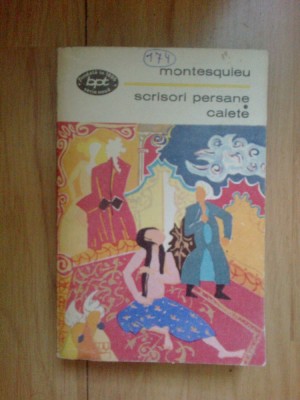 174
montesquieu
bpt
scrisori persane
caiete